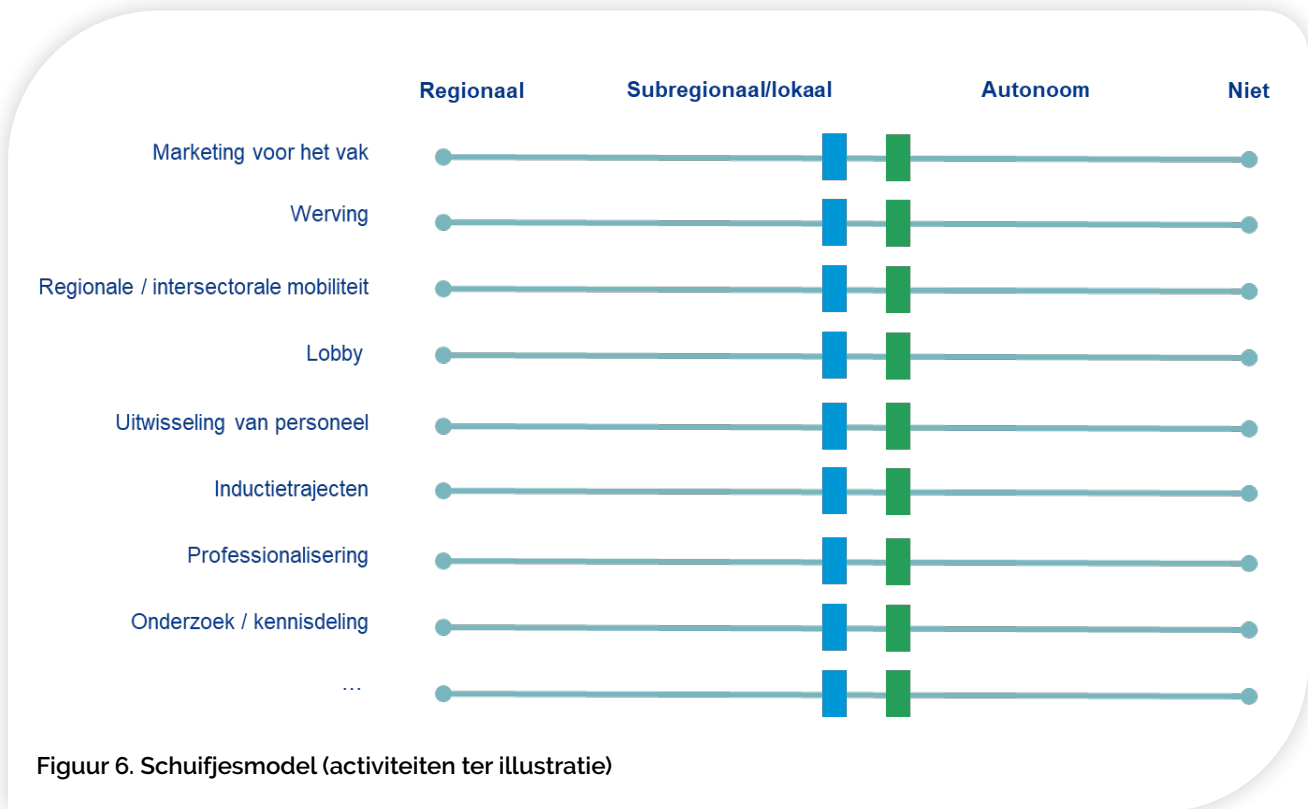 Regionaal Subregionaal/lokaal Autonoom Niet
Marketing voor het vak
Werving
Regionale / intersectorale mobiliteit
Lobby
Uitwisseling van personeel
Inductietrajecten
Professionalisering
Onderzoek / kennisdeling
...
Figuur 6. Schuifjesmodel (activiteiten ter illustratie)